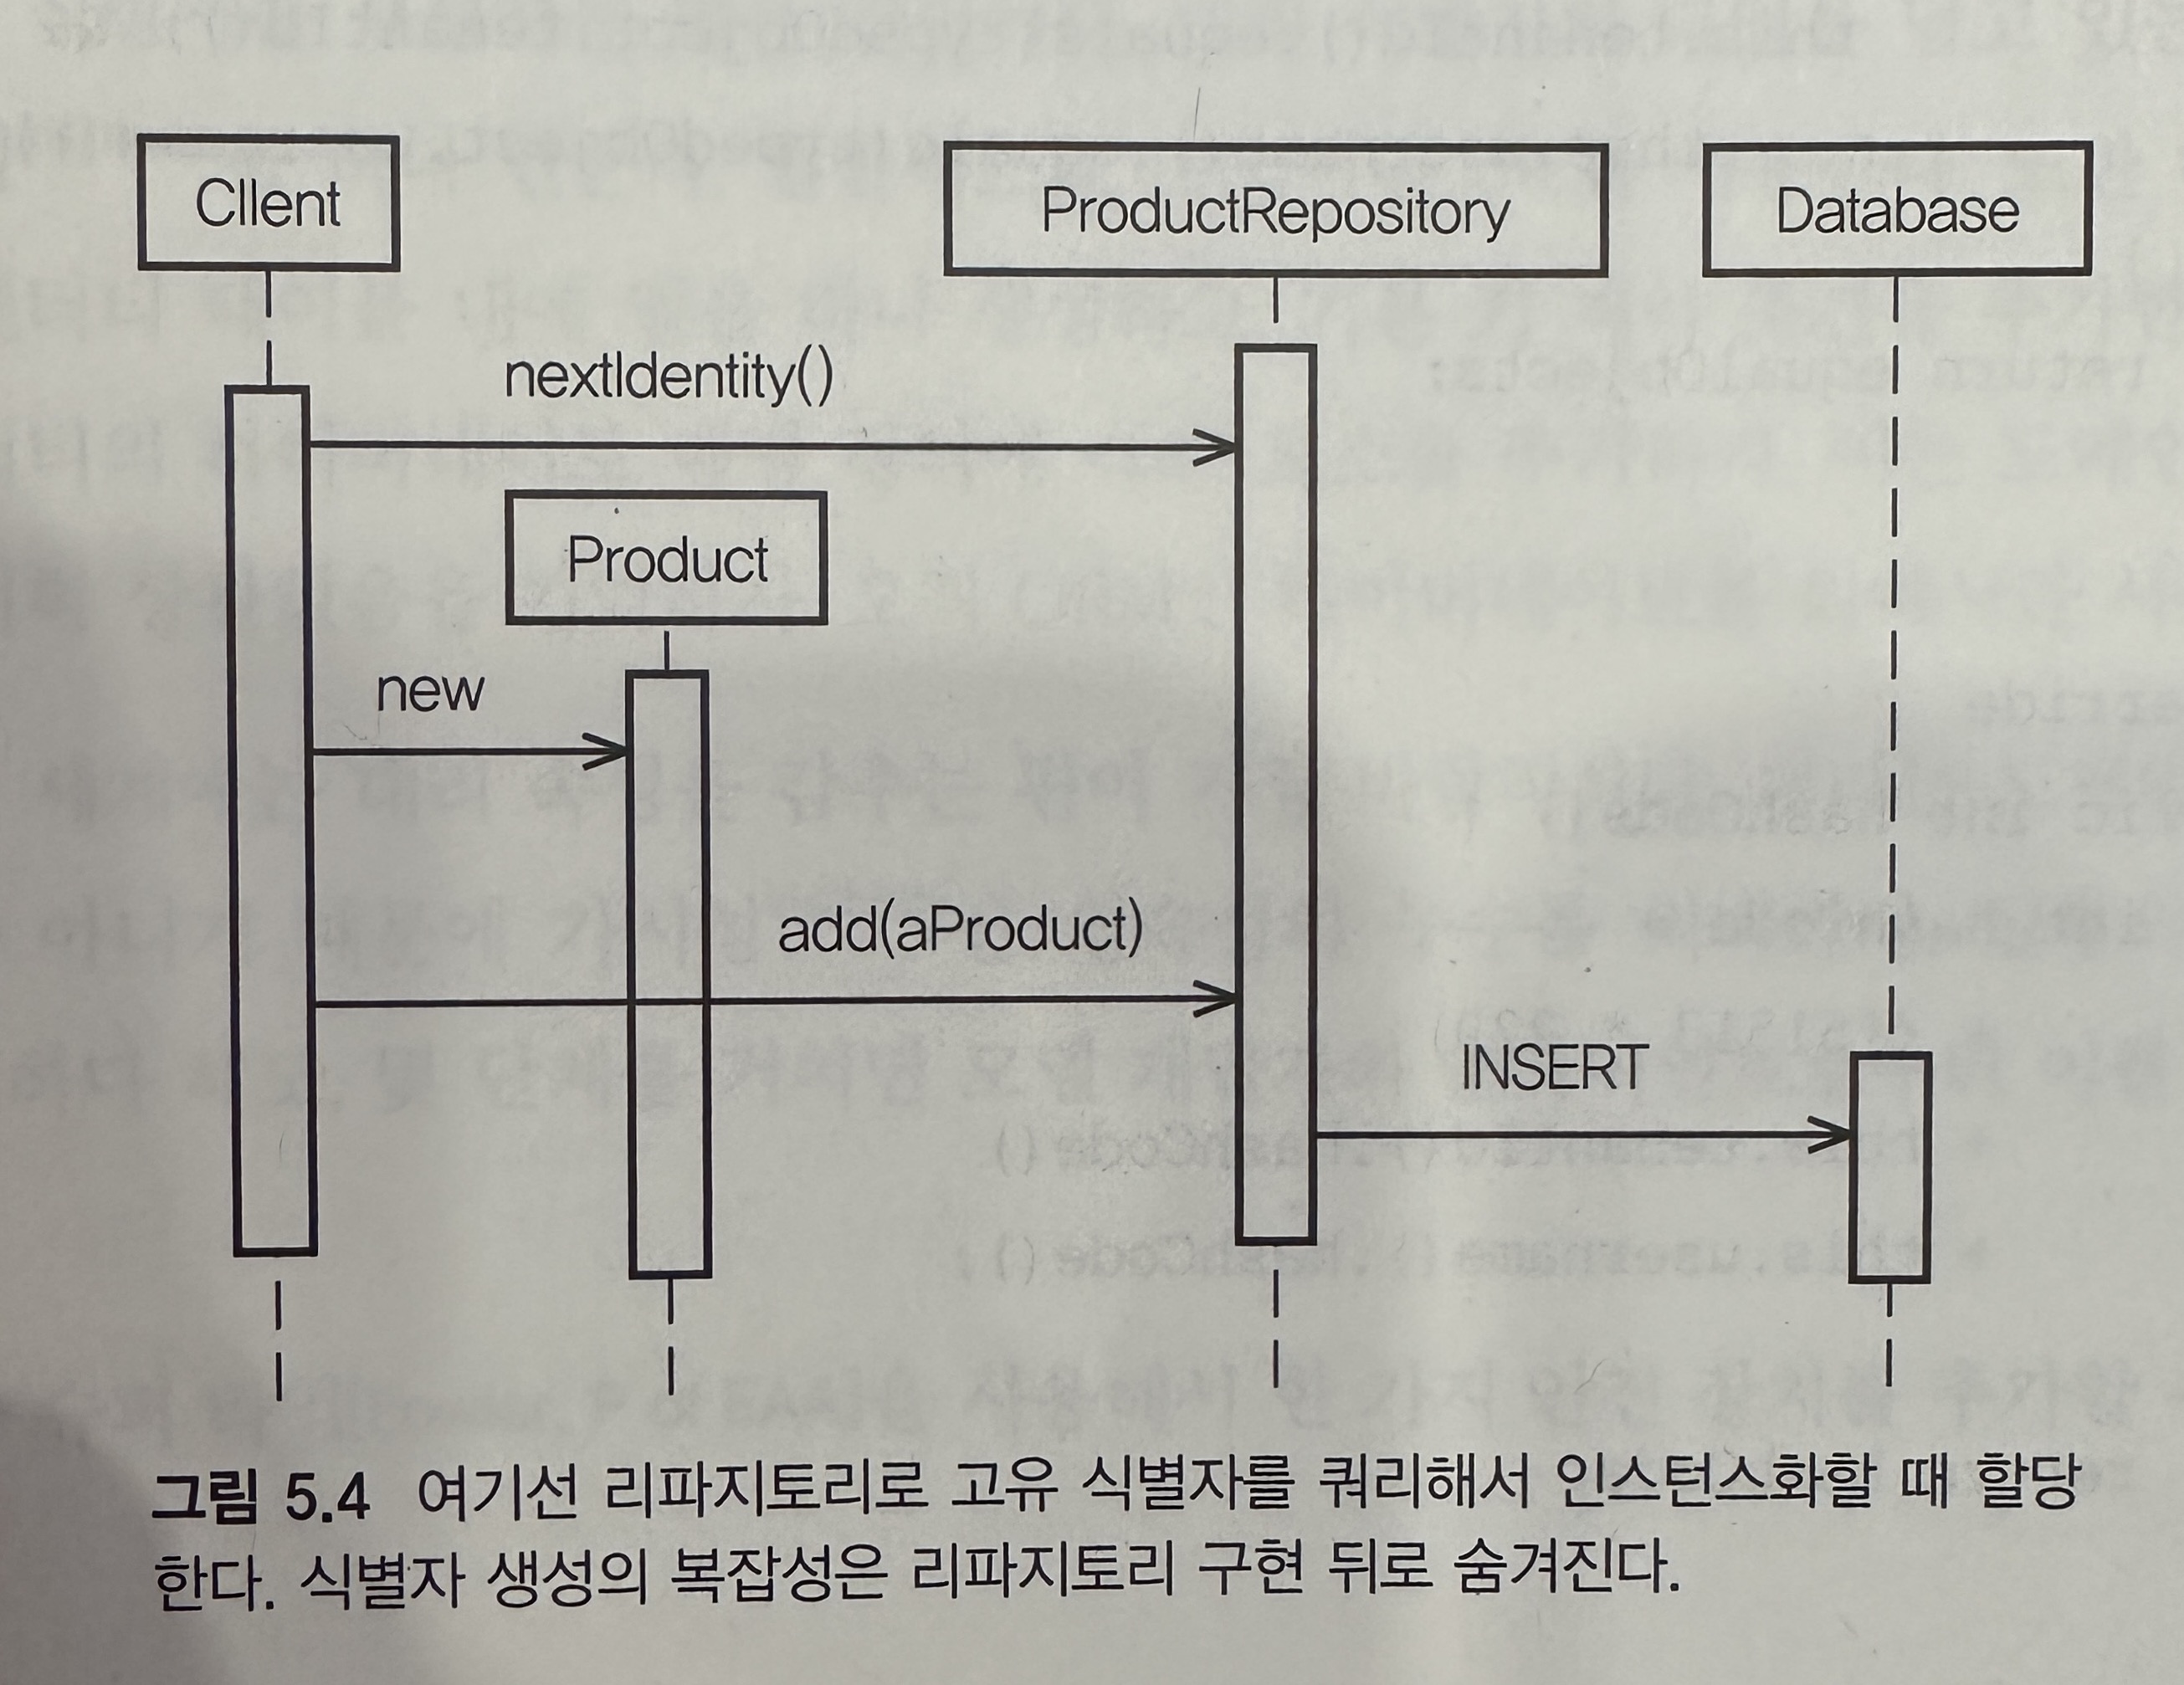 Cllent
ProductRepository
Database
nextIdentity()
Product
new
add(aProduct)
INSERT
그림 5.4 여기선 리파지토리로 고유 식별자를 쿼리해서 인스턴스화할 때 할당
한다. 식별자 생성의 복잡성은 리파지토리 구현 뒤로 숨겨진다.